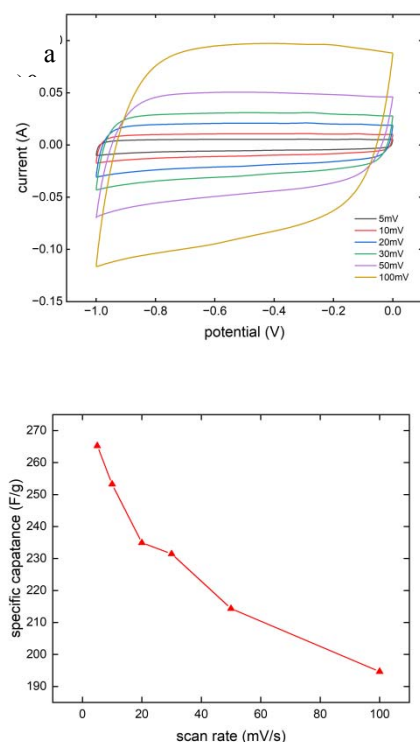 a
0.05
0.00
−0.05
−0.10
−0.15
current (A)
−1.0 −0.8 −0.6 −0.4 −0.2 0.0
potential (V)
5mV
10mV
20mV
30mV
50mV
100mV
270
260
250
240
230
220
210
200
190
specific capatance (F/g)
0 20 40 60 80 100
scan rate (mV/s)